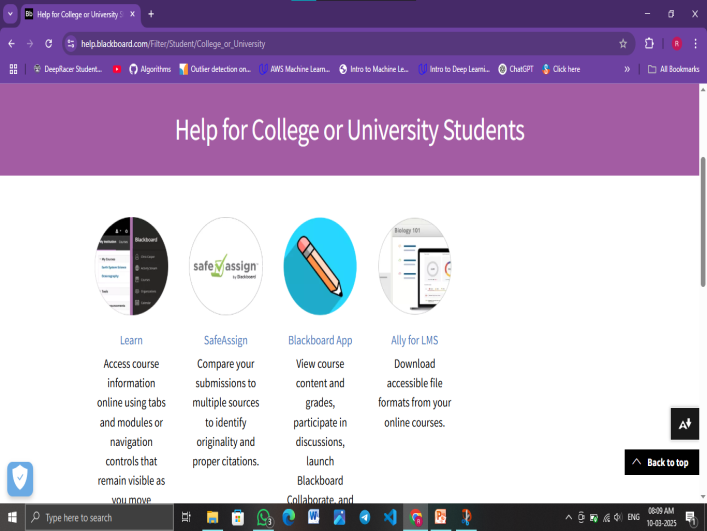 Bb Help for College or University S
help.blackboard.com/Filter/Student/College_or_University
R
DeepRacer Student...
Algorithms
Outlier detection on...
AWS Machine Learn...
Intro to Machine Le...
Intro to Deep Learni...
ChatGPT
Click here
All Bookmarks
Help for College or University Students
Blackboard
safe assign
by Blackboard
Biology 101
Learn
Access course
information
online using tabs
and modules or
navigation
controls that
remain visible as
you move
SafeAssign
Compare your
submissions to
multiple sources
to identify
originality and
proper citations.
Blackboard App
View course
content and
grades,
participate in
discussions,
launch
Blackboard
Collaborate, and
Ally for LMS
Download
accessible file
formats from your
online courses.
A
Back to top
Type here to search
3
ENG
08:09 AM
10-03-2025
1